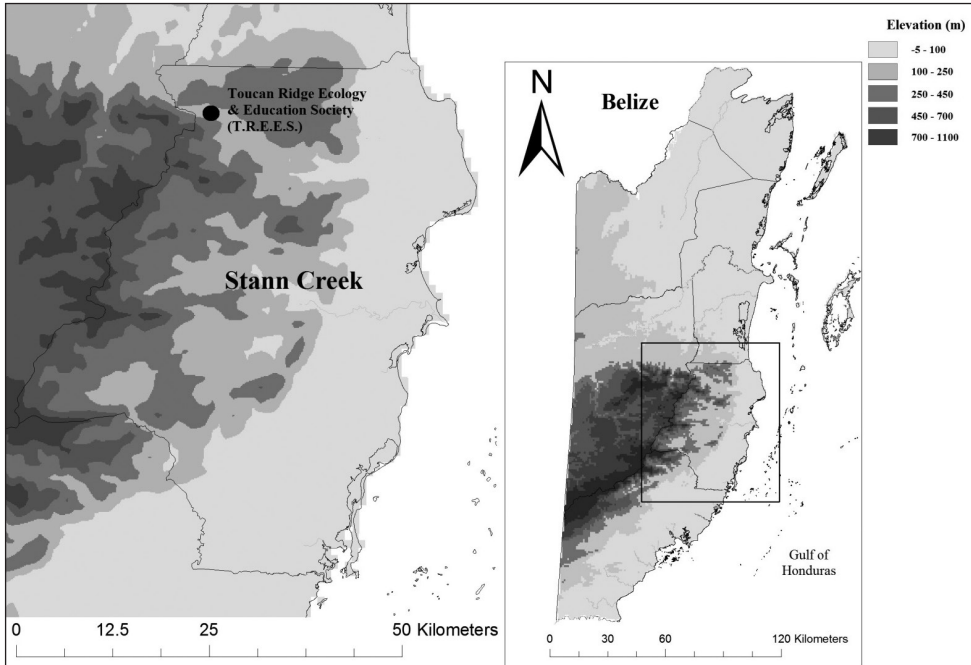 Toucan Ridge Ecology
& Education Society
(T.R.E.E.S.)
Stann Creek
0 12.5 25 50 Kilometers
N
Belize
Gulf of
Honduras
0 30 60 120 Kilometers
Elevation (m)
-5 - 100
100 - 250
250 - 450
450 - 700
700 - 1100